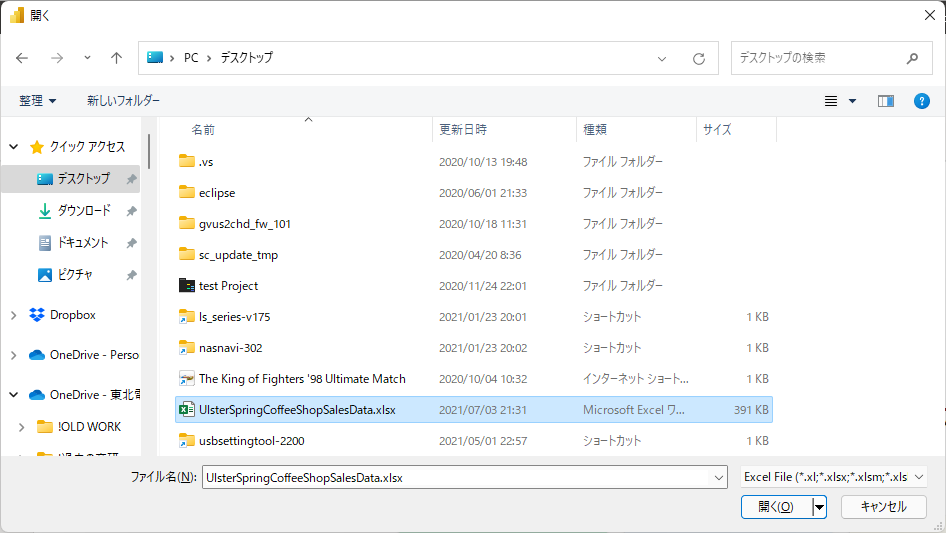 開く
PC › デスクトップ
デスクトップの検索
整理
新しいフォルダー
名前 更新日時 種類 サイズ
クイック アクセス
デスクトップ
ダウンロード
ドキュメント
ピクチャ
Dropbox
OneDrive - Perso
OneDrive - 東北電
!OLD WORK
.vs 2020/10/13 19:48 ファイル フォルダー
eclipse 2020/06/01 21:33 ファイル フォルダー
gvus2chd_fw_101 2020/10/18 11:31 ファイル フォルダー
sc_update_tmp 2020/04/20 8:36 ファイル フォルダー
test Project 2020/11/24 22:01 ファイル フォルダー
ls_series-v175 2021/01/23 20:01 ショートカット 1 KB
nasnavi-302 2021/01/23 20:02 ショートカット 1 KB
The King of Fighters '98 Ultimate Match 2020/10/04 10:32 インターネット ショート... 1 KB
UlsterSpringCoffeeShopSalesData.xlsx 2021/07/03 21:31 Microsoft Excel ワ... 391 KB
usbsettingtool-2200 2021/05/01 22:57 ショートカット 1 KB
ファイル名(N): UlsterSpringCoffeeShopSalesData.xlsx
Excel File (*.xl;*.xlsx;*.xlsm;*.xls
開く(O)
キャンセル